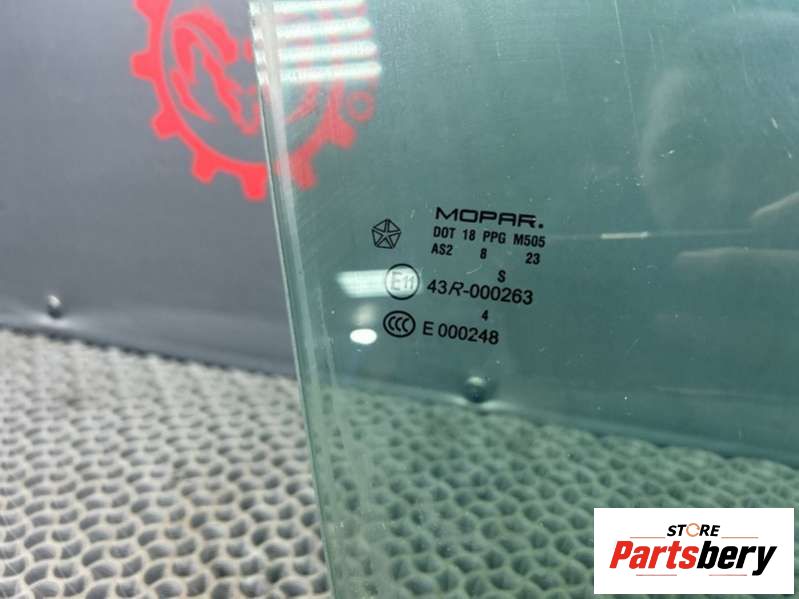 MOPAR.
DOT 18 PPG M505
AS2 8 23
S
E11 43R-000263
4
CCC E 000248
STORE
Partsbery